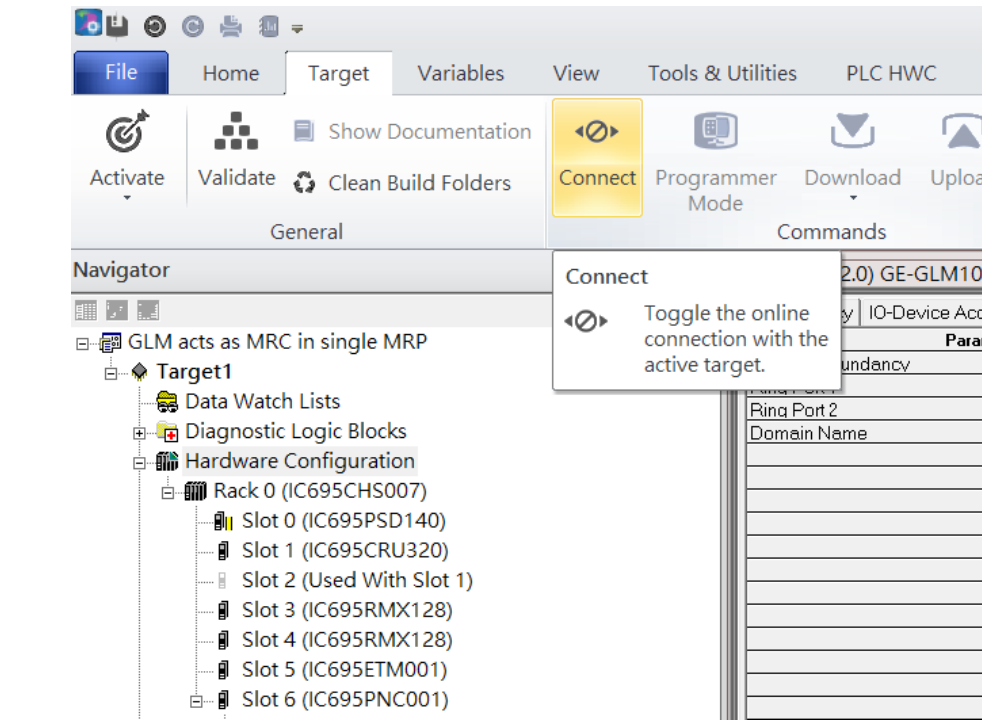 File Home Target Variables View Tools & Utilities PLC HWC
Show Documentation
Activate Validate Clean Build Folders Connect Programmer Mode Download
General Commands
Navigator
Connect
Toggle the online
connection with the
active target.
2.0) GE-GLM10
IO-Device Acc
Para
undancy
Ring Port 2
Domain Name
GLM acts as MRC in single MRP
Target1
Data Watch Lists
Diagnostic Logic Blocks
Hardware Configuration
Rack 0 (IC695CHS007)
Slot 0 (IC695PSD140)
Slot 1 (IC695CRU320)
Slot 2 (Used With Slot 1)
Slot 3 (IC695RMX128)
Slot 4 (IC695RMX128)
Slot 5 (IC695ETM001)
Slot 6 (IC695PNC001)